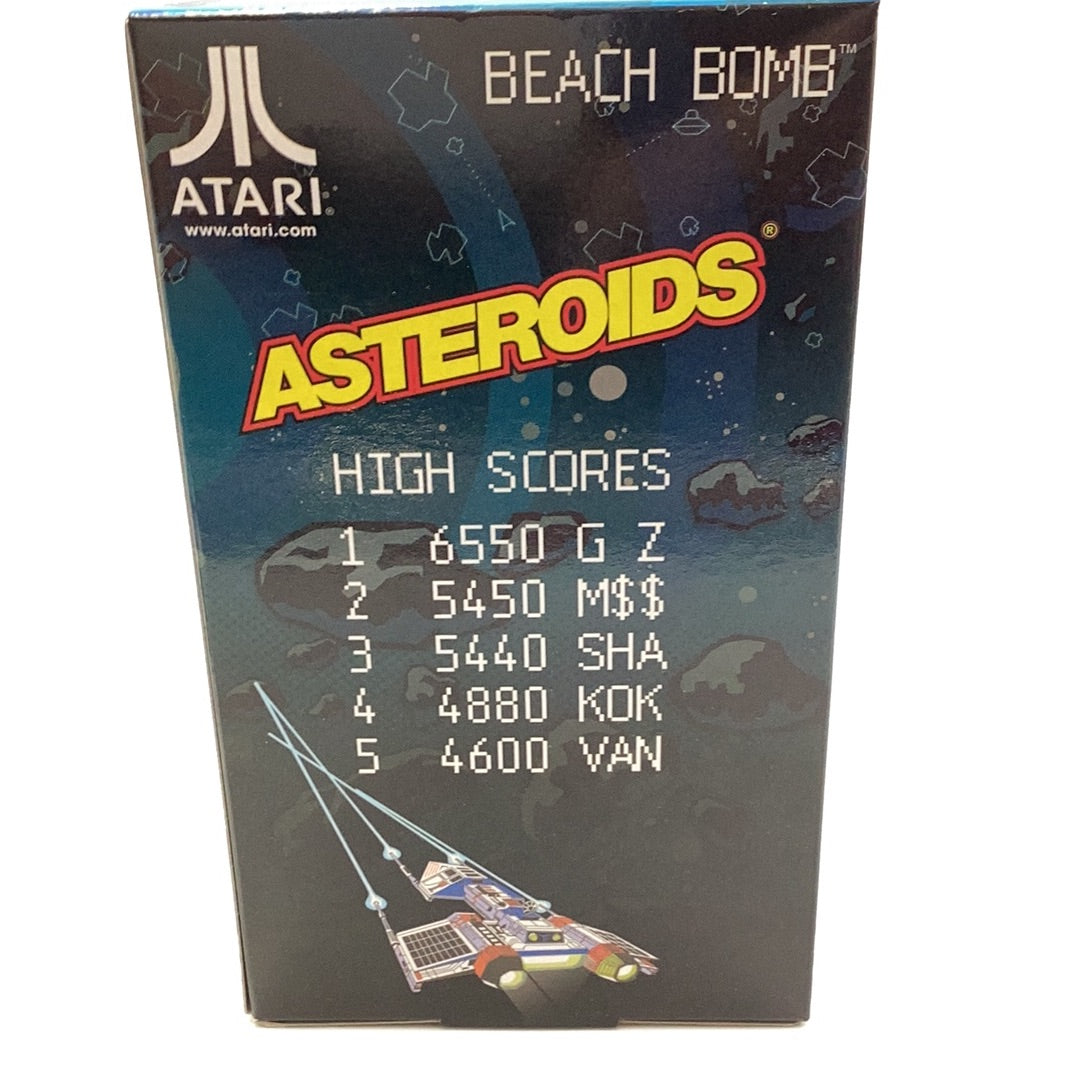 BEACH BOMB™
ATARI®
www.atari.com
ASTEROIDS®
HIGH SCORES
1 6550 G Z
2 5450 M$$
3 5440 SHA
4 4880 KOK
5 4600 VAN